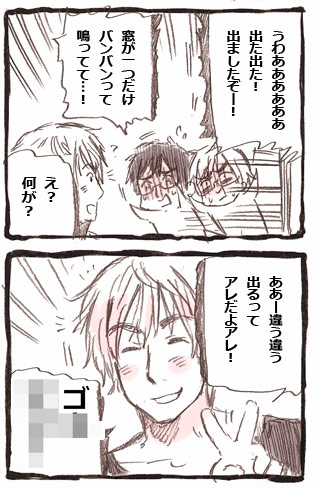 うわああああああ
出た出た！
出ましたぞー！
窓が一つだけ
バンバンって
鳴ってて…！
え？
何が？
ああー違う違う
出るって
アレだよアレ！
ゴ